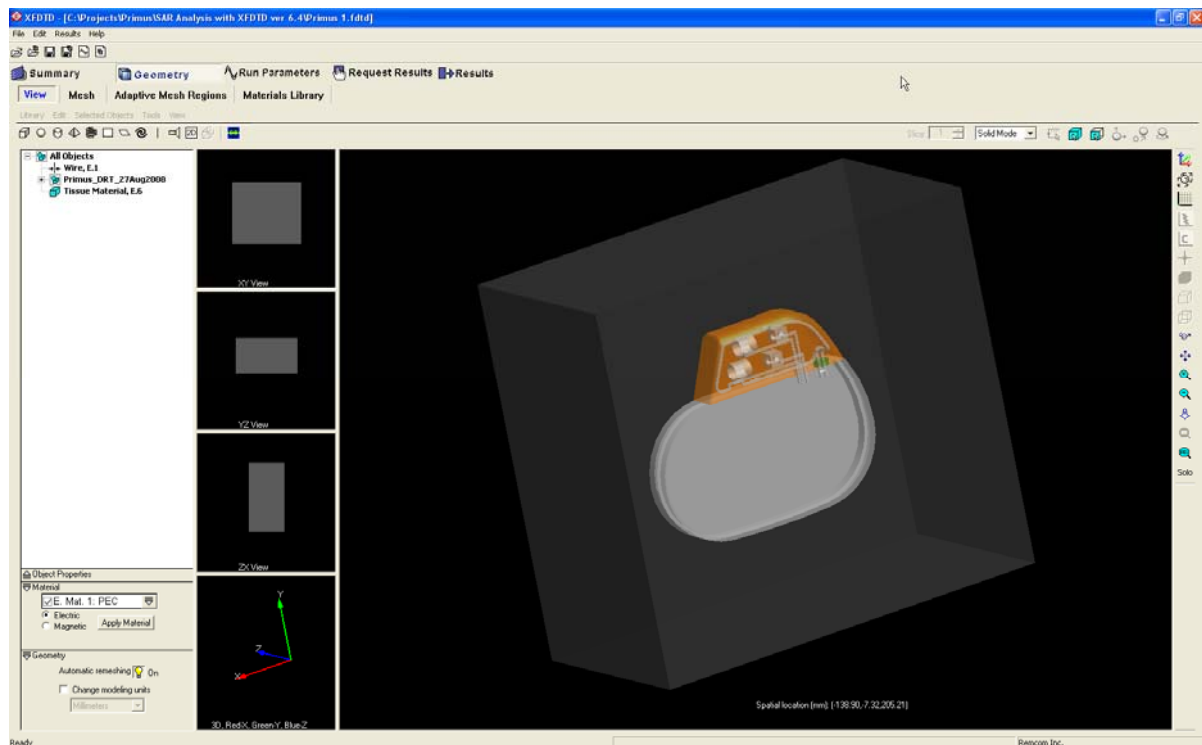 XFDTD - [C:\Projects\Primus\SAR Analysis with XFDTD ver 6.4\Primus 1.fdtd]
File Edit Results Help
Summary Geometry Run Parameters Request Results Results
View Mesh Adaptive Mesh Regions Materials Library
Library Edit Selected Objects Tools View
Slice 1 Solid Mode
All Objects
Wire, E.1
Primus_DRT_27Aug2008
Tissue Material, E.6
XY View
YZ View
ZX View
Object Properties
Material
E. Mat. 1: PEC
Electric
Magnetic
Apply Material
Geometry
Automatic remeshing On
Change modeling units
Millimeters
Y
Z
X
3D, Red-X, Green-Y, Blue-Z
Spatial location [mm]: (-138.90,-7.32,205.21)
Solo
Ready
Remcom Inc.